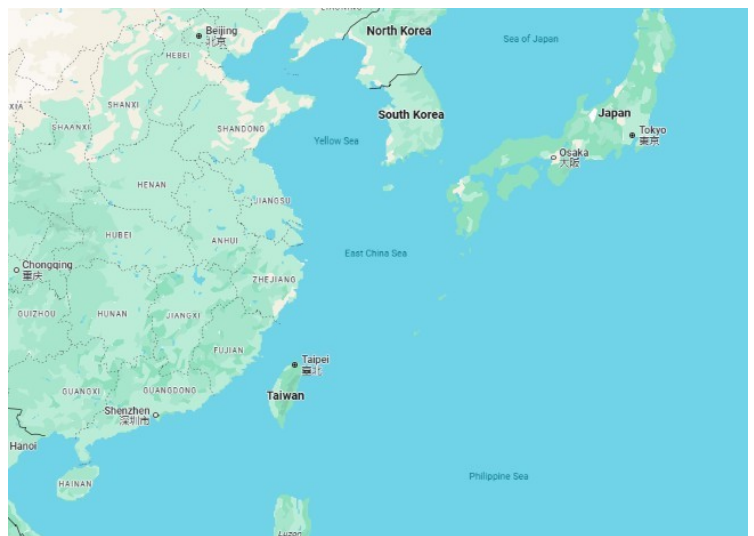 LIAONING
Beijing
北京
North Korea
Sea of Japan
HEBEI
XIA
SHANXI
South Korea
Japan
SHAANXI
SHANDONG
Yellow Sea
Tokyo
東京
Osaka
大阪
HENAN
JIANGSU
HUBEI
ANHUI
East China Sea
Chongqing
重庆
ZHEJIANG
GUIZHOU
HUNAN
JIANGXI
FUJIAN
Taipei
臺北
GUANGXI
GUANGDONG
Taiwan
Shenzhen
深圳市
Hanoi
HAINAN
Philippine Sea
Luzon